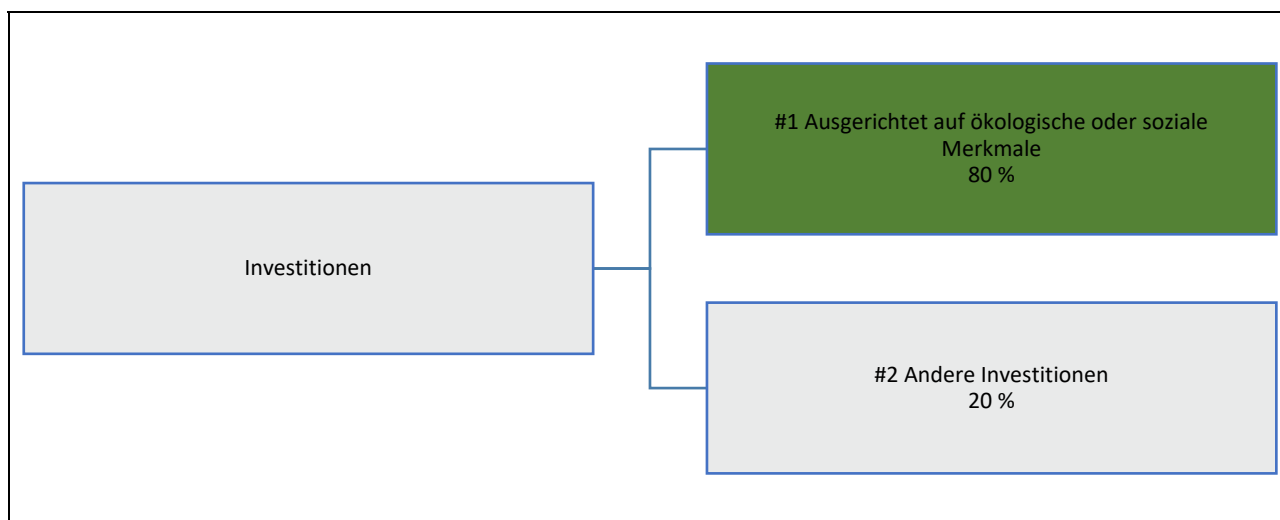 #1 Ausgerichtet auf ökologische oder soziale
Merkmale
80 %
Investitionen
#2 Andere Investitionen
20 %